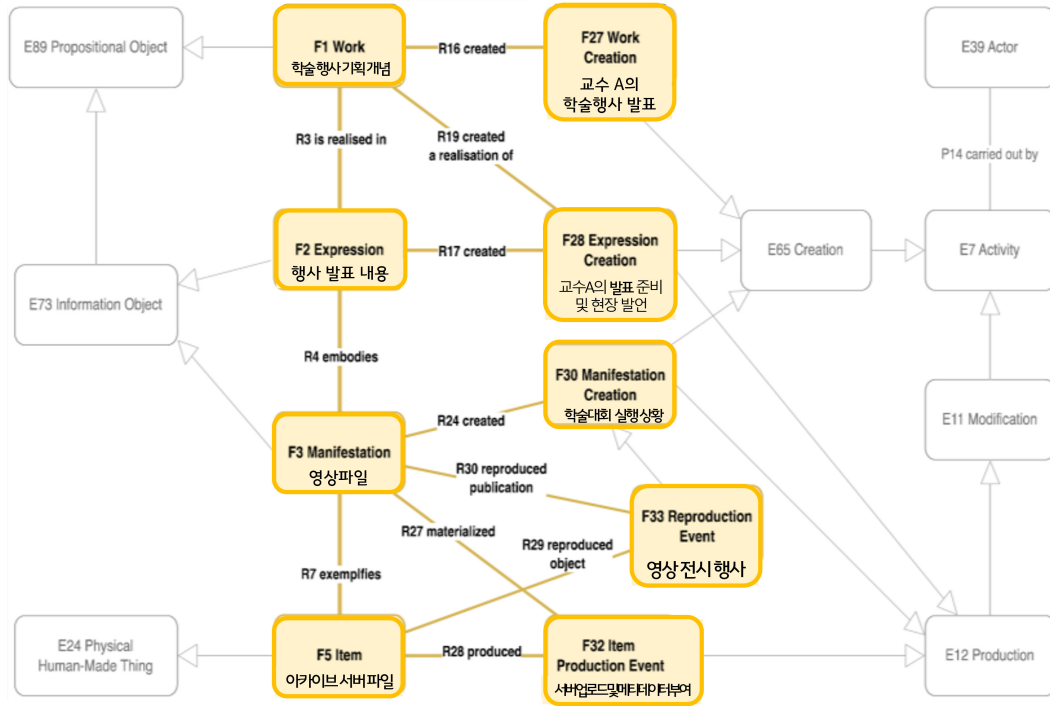 E89 Propositional Object
F1 Work
학술행사기획개념
R16 created
F27 Work
Creation
교수 A의
학술행사 발표
E39 Actor
R3 is realised in
R19 created
a realisation of
P14 carried out by
F2 Expression
행사 발표 내용
R17 created
F28 Expression
Creation
교수A의 발표 준비
및 현장 발언
E65 Creation
E7 Activity
E73 Information Object
R4 embodies
F30 Manifestation
Creation
학술대회 실행상황
E11 Modification
R24 created
F3 Manifestation
영상파일
R30 reproduced
publication
F33 Reproduction
Event
영상전시행사
R27 materialized
R29 reproduced
object
R7 exemplfies
E24 Physical
Human-Made Thing
F5 Item
아카이브서버파일
R28 produced
F32 Item
Production Event
서버업로드및메타데이터부여
E12 Production